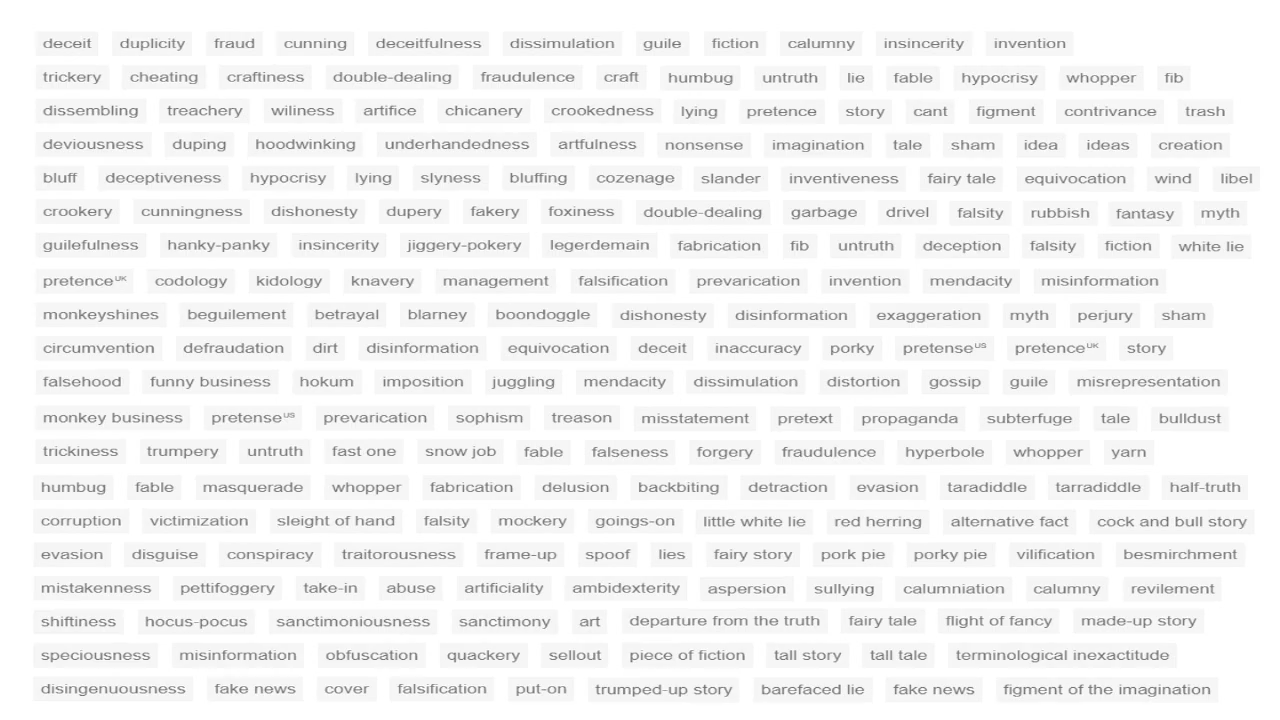 deceit duplicity fraud cunning deceitfulness dissimulation guile fiction calumny insincerity invention
trickery cheating craftiness double-dealing fraudulence craft humbug untruth lie fable hypocrisy whopper fib
dissembling treachery wiliness artifice chicanery crookedness lying pretence story cant figment contrivance trash
deviousness duping hoodwinking underhandedness artfulness nonsense imagination tale sham idea ideas creation
bluff deceptiveness hypocrisy lying slyness bluffing cozenage slander inventiveness fairy tale equivocation wind libel
crookery cunningness dishonesty dupery fakery foxiness double-dealing garbage drivel falsity rubbish fantasy myth
guilefulness hanky-panky insincerity jiggery-pokery legerdemain fabrication fib untruth deception falsity fiction white lie
pretenceUK codology kidology knavery management falsification prevarication invention mendacity misinformation
monkeyshines beguilement betrayal blarney boondoggle dishonesty disinformation exaggeration myth perjury sham
circumvention defraudation dirt disinformation equivocation deceit inaccuracy porky pretenseUS pretenceUK story
falsehood funny business hokum imposition juggling mendacity dissimulation distortion gossip guile misrepresentation
monkey business pretenseUS prevarication sophism treason misstatement pretext propaganda subterfuge tale bulldust
trickiness trumpery untruth fast one snow job fable falseness forgery fraudulence hyperbole whopper yarn
humbug fable masquerade whopper fabrication delusion backbiting detraction evasion taradiddle tarradiddle half-truth
corruption victimization sleight of hand falsity mockery goings-on little white lie red herring alternative fact cock and bull story
evasion disguise conspiracy traitorousness frame-up spoof lies fairy story pork pie porky pie vilification besmirchment
mistakenness pettifoggery take-in abuse artificiality ambidexterity aspersion sullying calumniation calumny revilement
shiftiness hocus-pocus sanctimoniousness sanctimony art departure from the truth fairy tale flight of fancy made-up story
speciousness misinformation obfuscation quackery sellout piece of fiction tall story tall tale terminological inexactitude
disingenuousness fake news cover falsification put-on trumped-up story barefaced lie fake news figment of the imagination